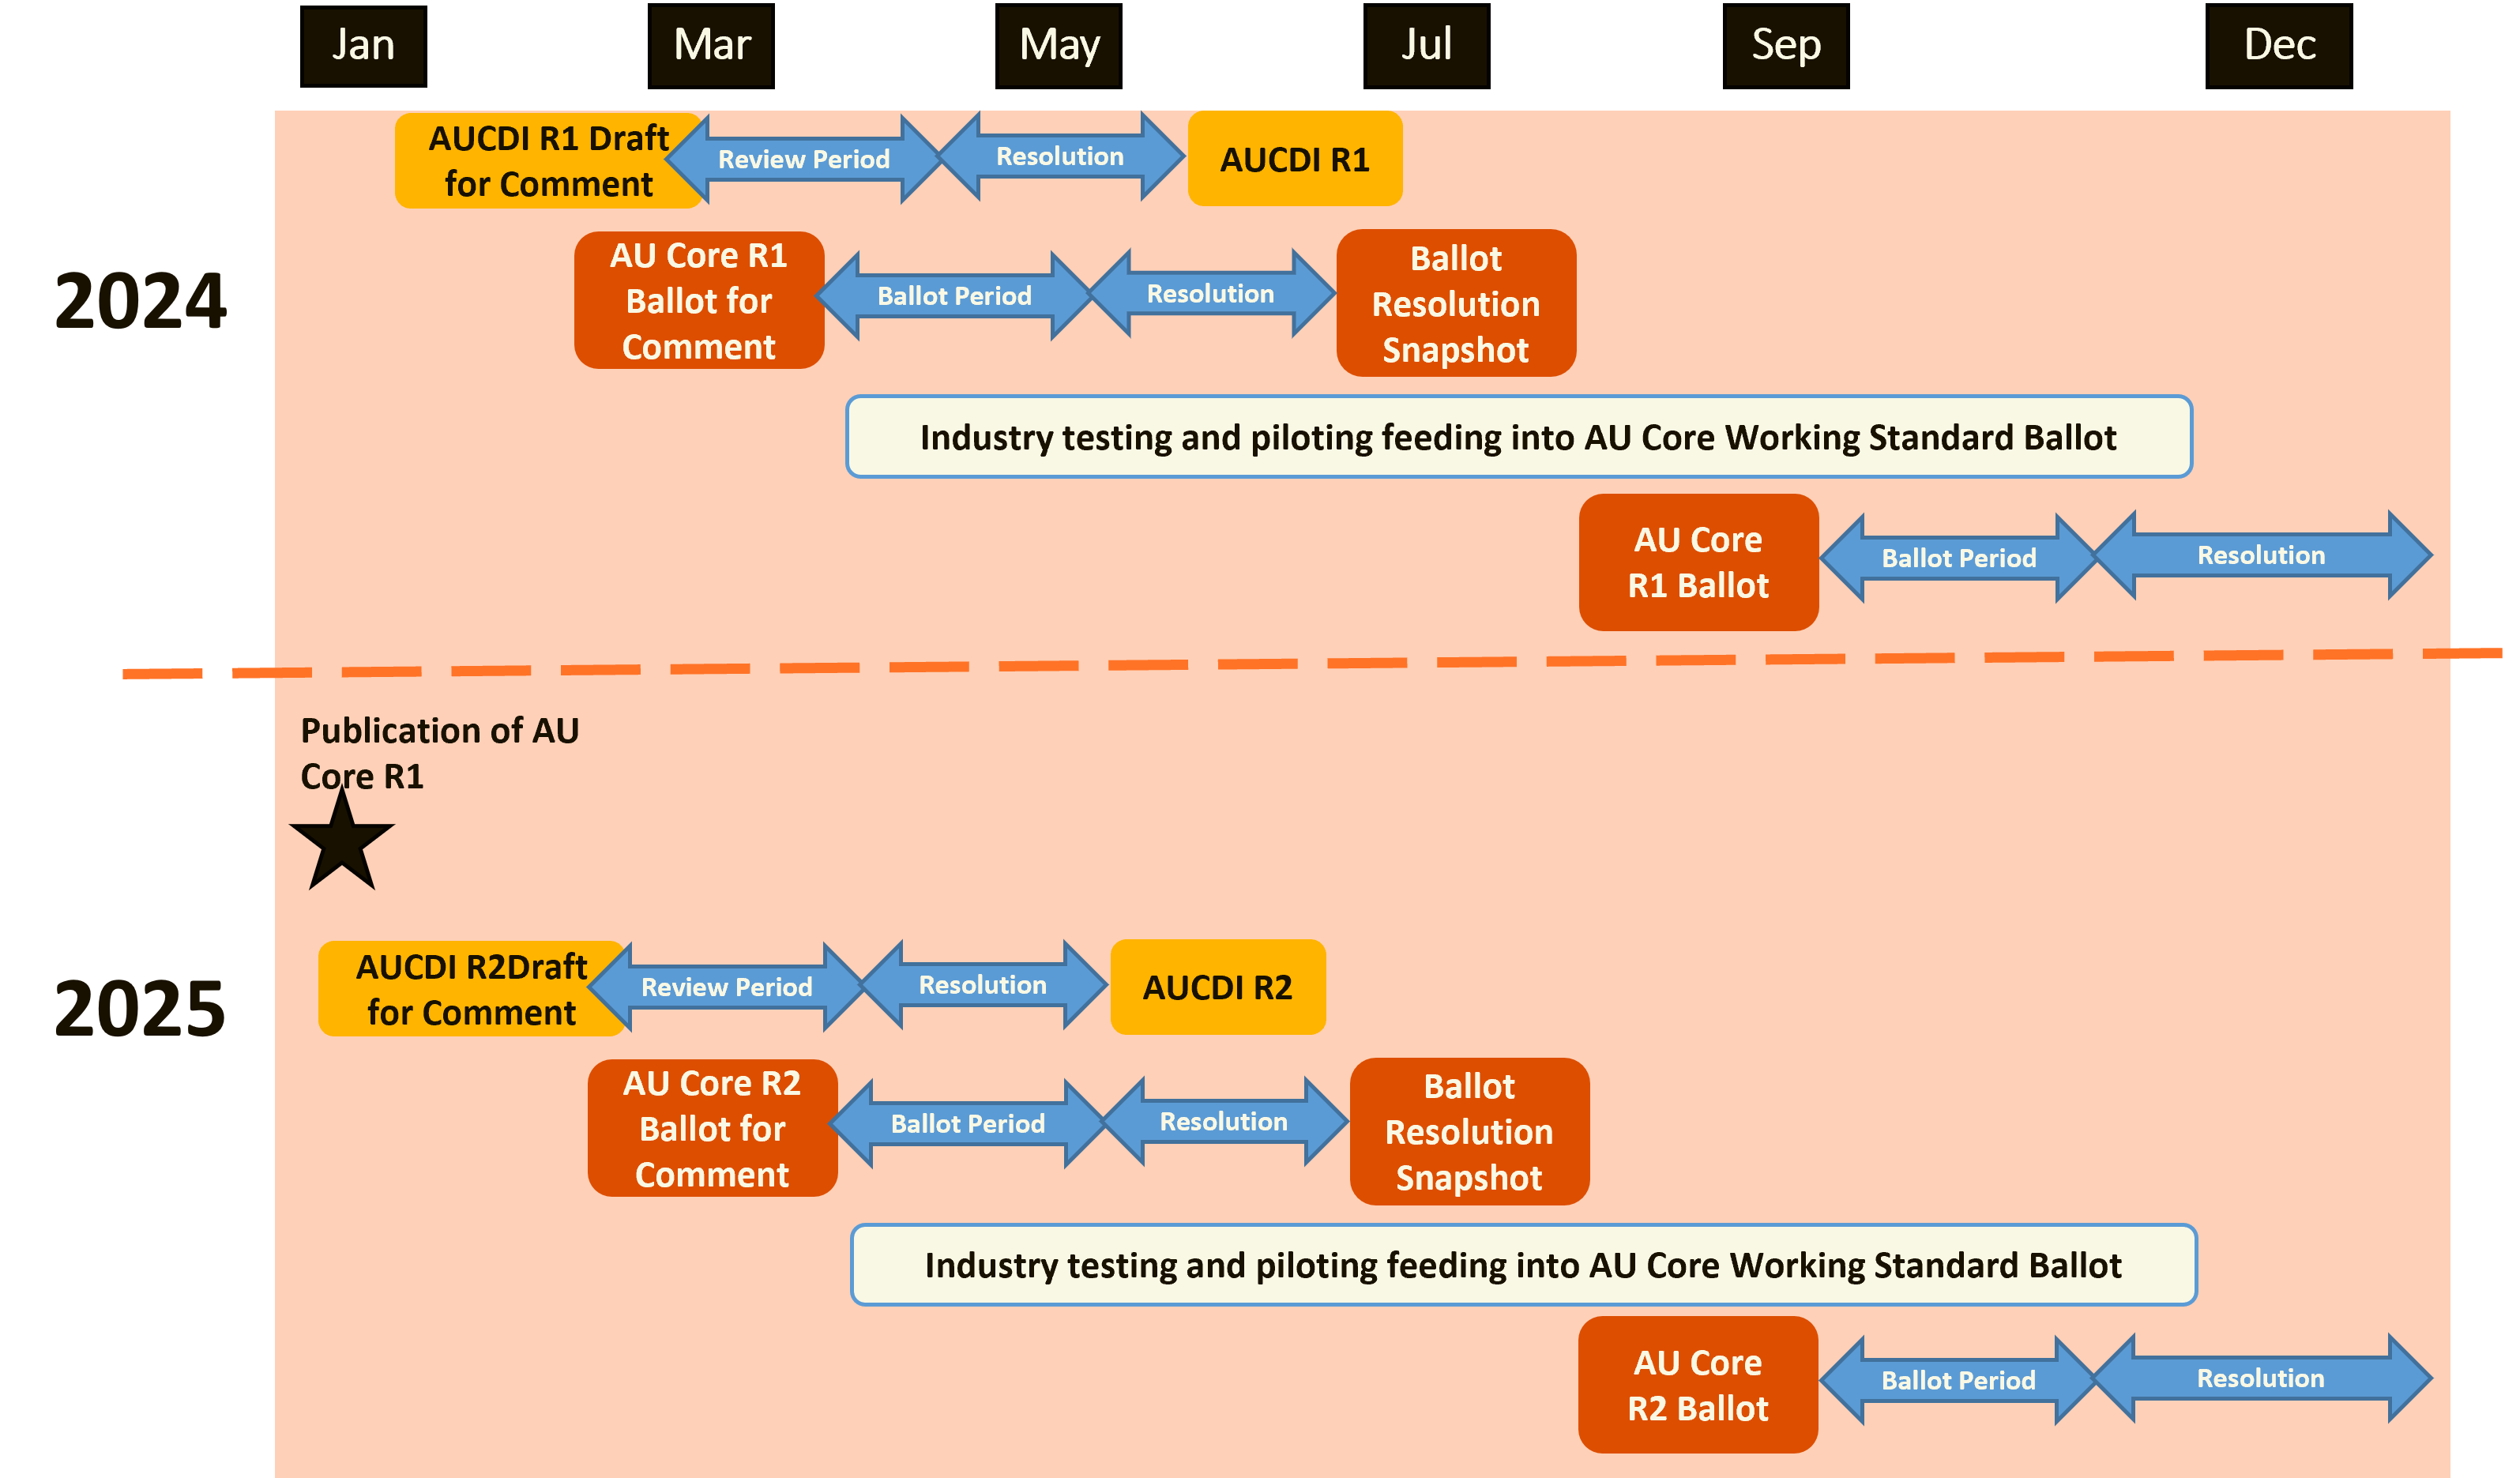 Jan
Mar
May
Jul
Sep
Dec
2024
AUCDI R1 Draft
for Comment
Review Period
Resolution
AUCDI R1
AU Core R1
Ballot for
Comment
Ballot Period
Resolution
Ballot
Resolution
Snapshot
Industry testing and piloting feeding into AU Core Working Standard Ballot
AU Core
R1 Ballot
Ballot Period
Resolution
Publication of AU
Core R1
2025
AUCDI R2Draft
for Comment
Review Period
Resolution
AUCDI R2
AU Core R2
Ballot for
Comment
Ballot Period
Resolution
Ballot
Resolution
Snapshot
Industry testing and piloting feeding into AU Core Working Standard Ballot
AU Core
R2 Ballot
Ballot Period
Resolution